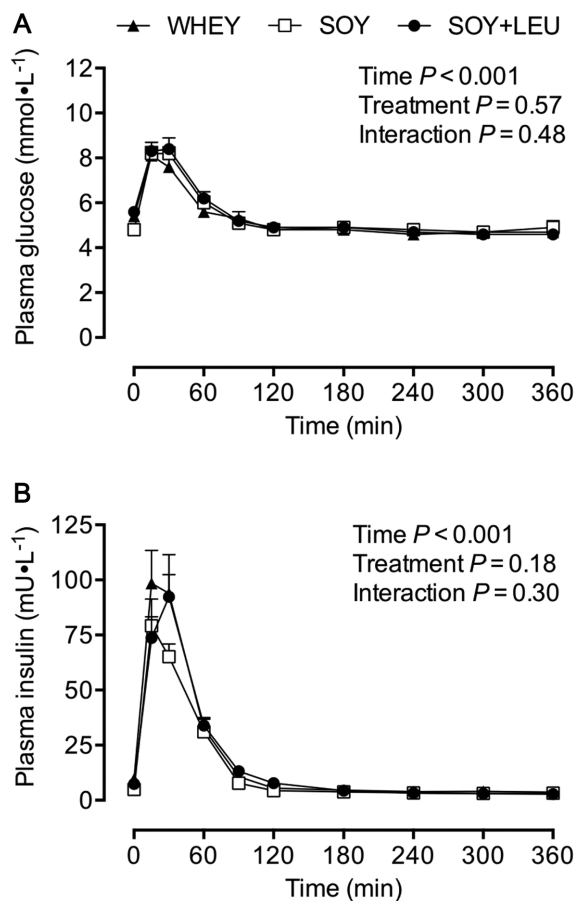 A
WHEY SOY SOY+LEU
Time P < 0.001
Treatment P = 0.57
Interaction P = 0.48
Plasma glucose (mmol•L⁻¹)
12
10
8
6
4
2
0
0 60 120 180 240 300 360
Time (min)
B
Time P < 0.001
Treatment P = 0.18
Interaction P = 0.30
Plasma insulin (mU•L⁻¹)
125
100
75
50
25
0
0 60 120 180 240 300 360
Time (min)